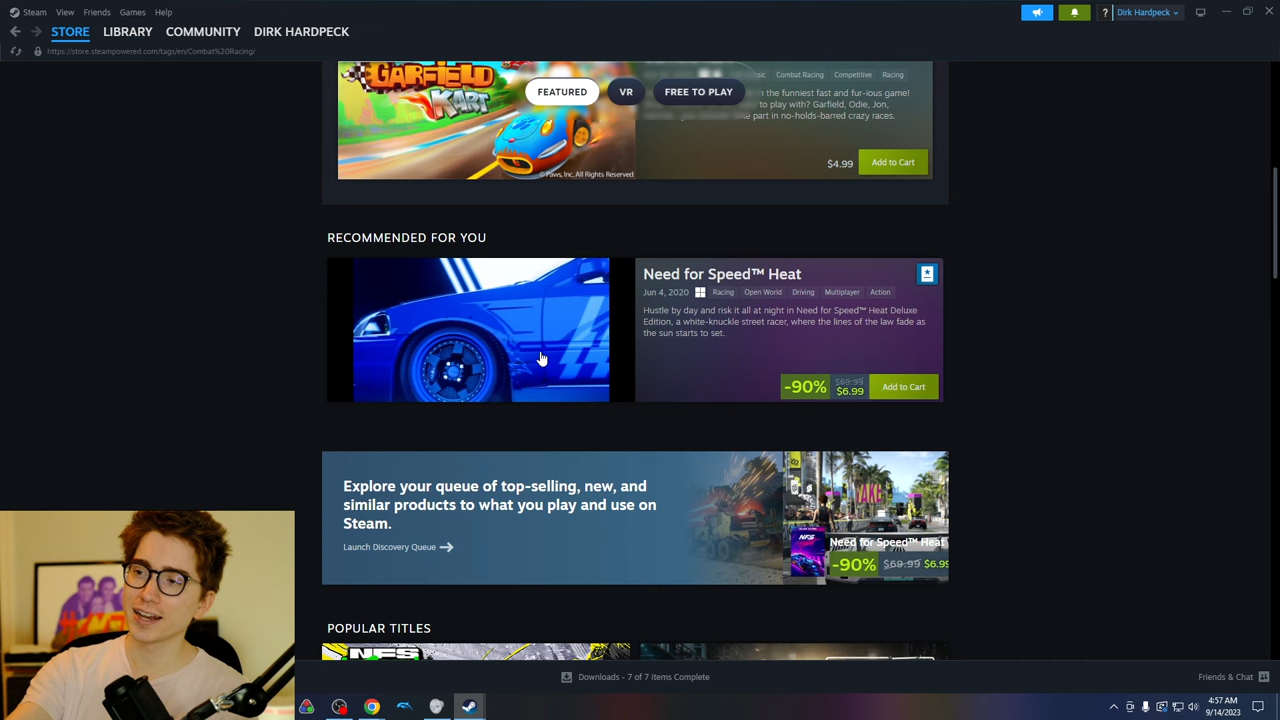 Steam View Friends Games Help
Dirk Hardpeck
STORE LIBRARY COMMUNITY DIRK HARDPECK
https://store.steampowered.com/tags/en/Combat%20Racing/
GARFIELD
KART
© Paws, Inc. All Rights Reserved
FEATURED VR FREE TO PLAY
Combat Racing Competitive Racing
the funniest fast and fur-ious game!
to play with? Garfield, Odie, Jon,
part in no-holds-barred crazy races.
$4.99 Add to Cart
RECOMMENDED FOR YOU
Need for Speed™ Heat
Jun 4, 2020 Racing Open World Driving Multiplayer Action
Hustle by day and risk it all at night in Need for Speed™ Heat Deluxe
Edition, a white-knuckle street racer, where the lines of the law fade as
the sun starts to set.
-90% $69.99 $6.99 Add to Cart
Explore your queue of top-selling, new, and
similar products to what you play and use on
Steam.
Launch Discovery Queue
NFS
Need for Speed™ Heat
-90% $69.99 $6.99
POPULAR TITLES
NFS
Downloads - 7 of 7 Items Complete
Friends & Chat
4:57 AM
9/14/2023